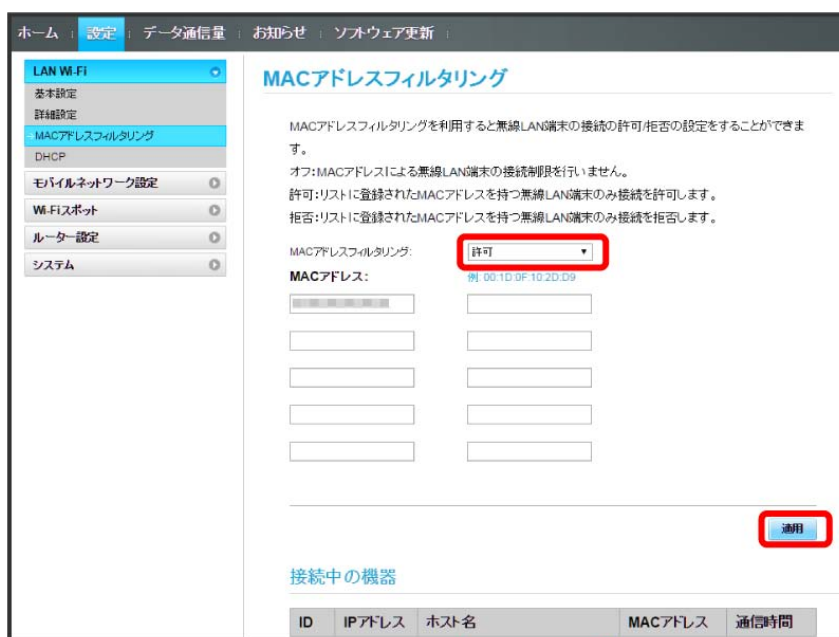 ホーム 設定 データ通信量 お知らせ ソフトウェア更新
LAN Wi-Fi
基本設定
詳細設定
MACアドレスフィルタリング
DHCP
モバイルネットワーク設定
Wi-Fiスポット
ルーター設定
システム
MACアドレスフィルタリング
MACアドレスフィルタリングを利用すると無線LAN端末の接続の許可/拒否の設定をすることができま
す。
オフ:MACアドレスによる無線LAN端末の接続制限を行いません。
許可:リストに登録されたMACアドレスを持つ無線LAN端末のみ接続を許可します。
拒否:リストに登録されたMACアドレスを持つ無線LAN端末のみ接続を拒否します。
MACアドレスフィルタリング: 許可
MACアドレス: 例: 00:1D:0F:10:2D:D9
適用
接続中の機器
ID IPアドレス ホスト名 MACアドレス 通信時間